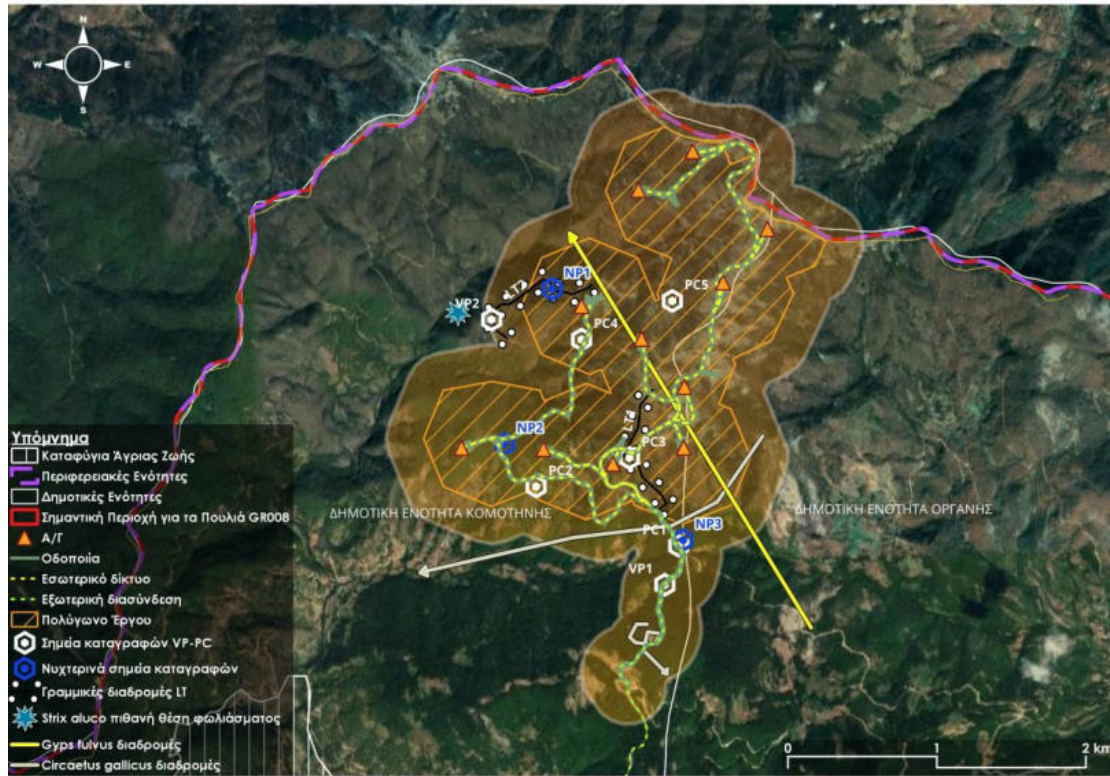 N
W E
S
NP1
LT2
VP2
PC5
PC4
NP2
LT1
PC3
PC2
ΔΗΜΟΤΙΚΗ ΕΝΟΤΗΤΑ ΚΟΜΟΤΗΝΗΣ
ΔΗΜΟΤΙΚΗ ΕΝΟΤΗΤΑ ΟΡΓΑΝΗΣ
PC1
NP3
VP1
Υπόμνημα
Καταφύγια Άγριας Ζωής
Περιφερειακές Ενότητες
Δημοτικές Ενότητες
Σημαντική Περιοχή για τα Πουλιά GR008
Α/Γ
Οδοποιία
Εσωτερικό δίκτυο
Εξωτερική διασύνδεση
Πολύγωνο Έργου
Σημεία καταγραφών VP-PC
Νυχτερινά σημεία καταγραφών
Γραμμικές διαδρομές LT
Strix aluco πιθανή θέση φωλιάσματος
Gyps fulvus διαδρομές
Circaetus gallicus διαδρομές
0 1 2 km